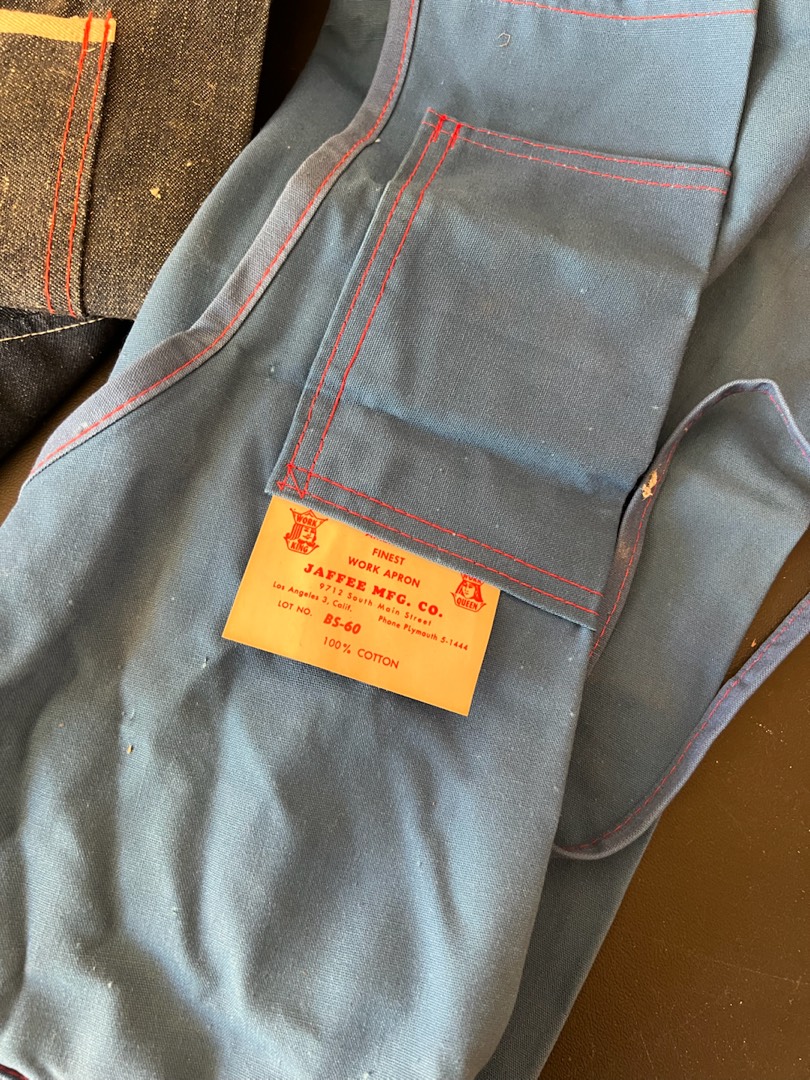 WORK
KING
FINEST
WORK APRON
JAFFEE MFG. CO.
9712 South Main Street
Los Angeles 3, Calif. Phone Plymouth 5-1444
LOT NO. BS-60
100% COTTON
QUEEN